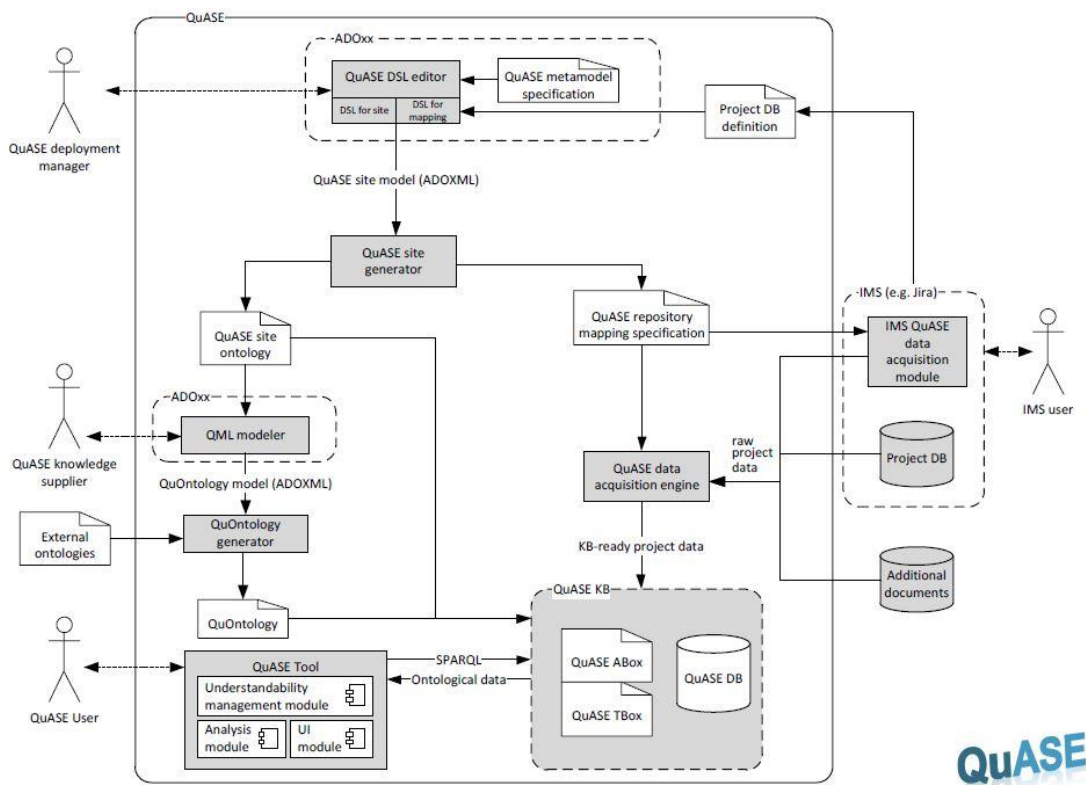 QuASE
ADOxx
QuASE DSL editor
DSL for site
DSL for
mapping
QuASE metamodel
specification
Project DB
definition
QuASE deployment
manager
QuASE site model (ADOXML)
QuASE site
generator
IMS (e.g. Jira)
QuASE site
ontology
QuASE repository
mapping specification
IMS QuASE
data
acquisition
module
IMS user
ADOxx
QML modeler
QuASE knowledge
supplier
QuOntology model (ADOXML)
QuASE data
acquisition engine
raw
project
data
Project DB
External
ontologies
QuOntology
generator
KB-ready project data
Additional
documents
QuOntology
QuASE KB
QuASE ABox
QuASE TBox
QuASE DB
QuASE User
QuASE Tool
Understandability
management module
Analysis
module
UI
module
SPARQL
Ontological data
QuASE